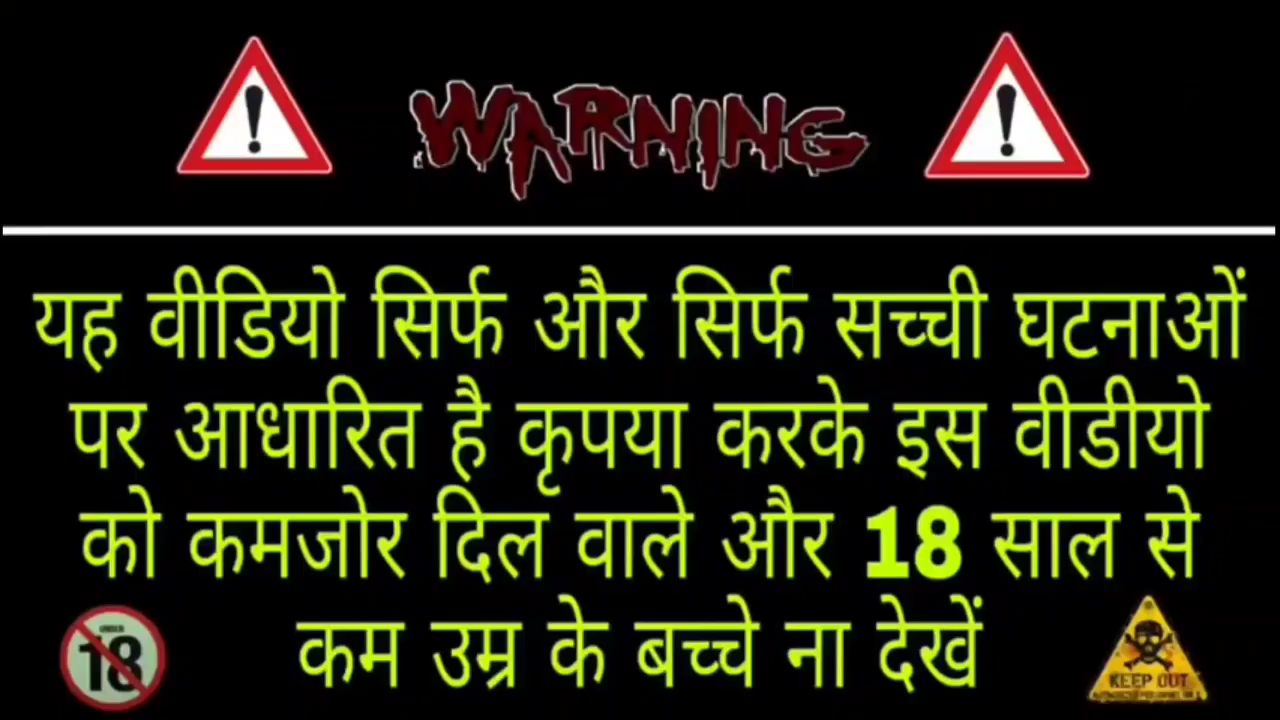 WARNING
यह वीडियो सिर्फ और सिर्फ सच्ची घटनाओं
पर आधारित है कृपया करके इस वीडीयो
को कमजोर दिल वाले और 18 साल से
कम उम्र के बच्चे ना देखें
UNDER
18
KEEP OUT